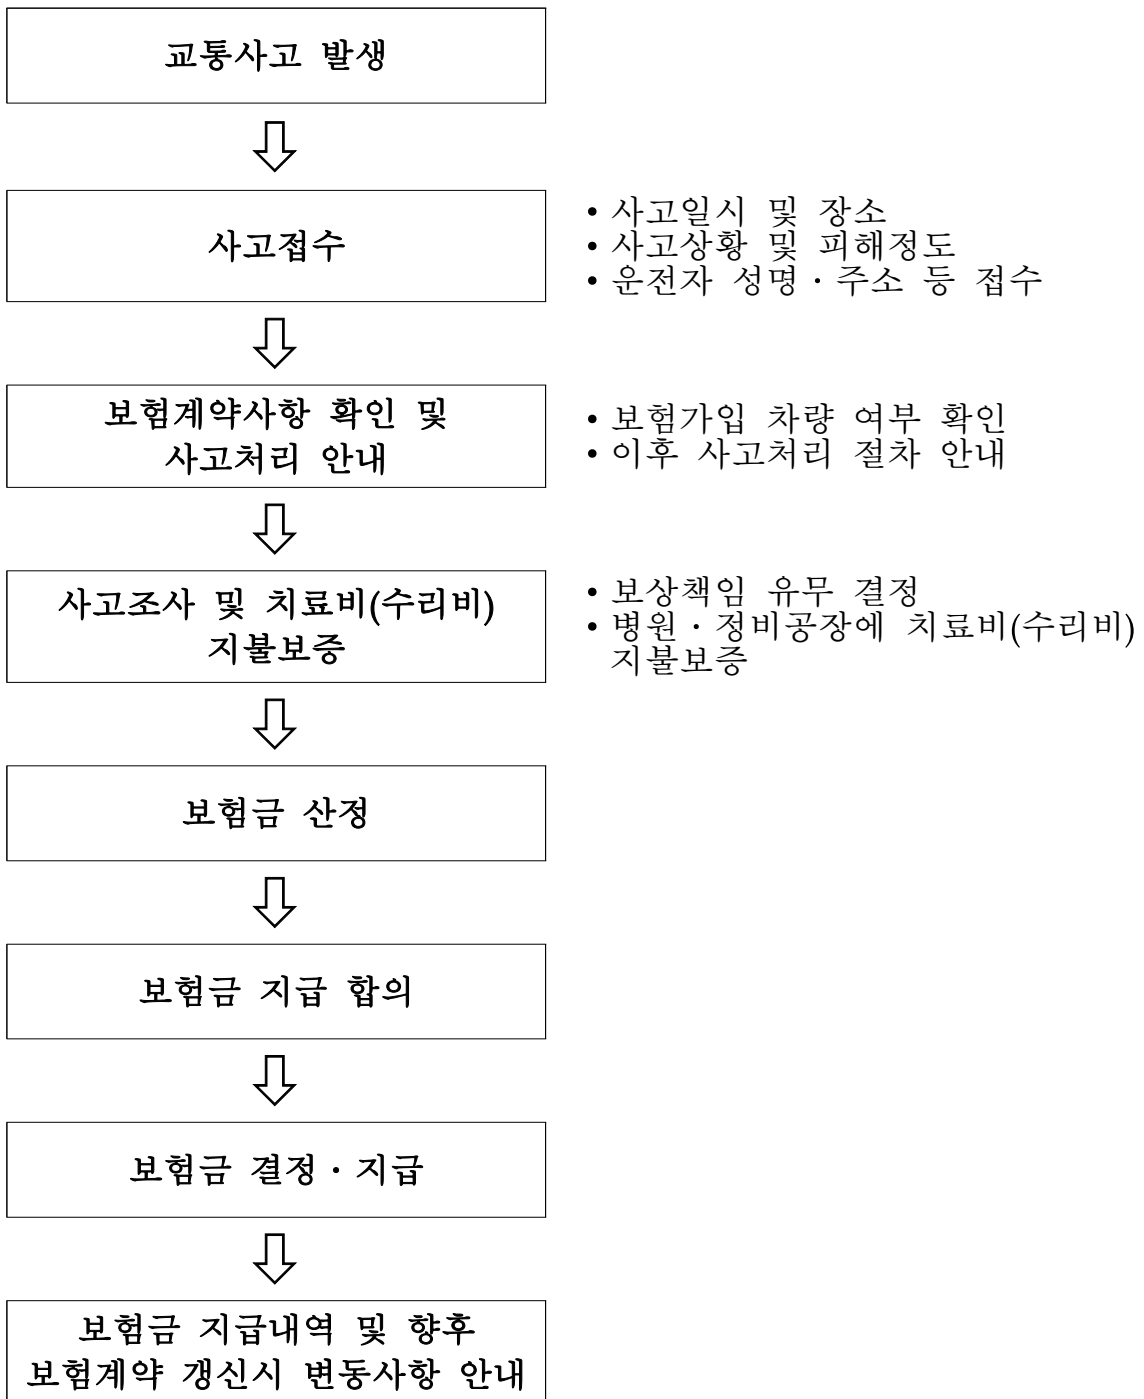 교통사고 발생
사고접수
• 사고일시 및 장소
• 사고상황 및 피해정도
• 운전자 성명 · 주소 등 접수
보험계약사항 확인 및
사고처리 안내
• 보험가입 차량 여부 확인
• 이후 사고처리 절차 안내
사고조사 및 치료비(수리비)
지불보증
• 보상책임 유무 결정
• 병원 · 정비공장에 치료비(수리비)
지불보증
보험금 산정
보험금 지급 합의
보험금 결정 · 지급
보험금 지급내역 및 향후
보험계약 갱신시 변동사항 안내